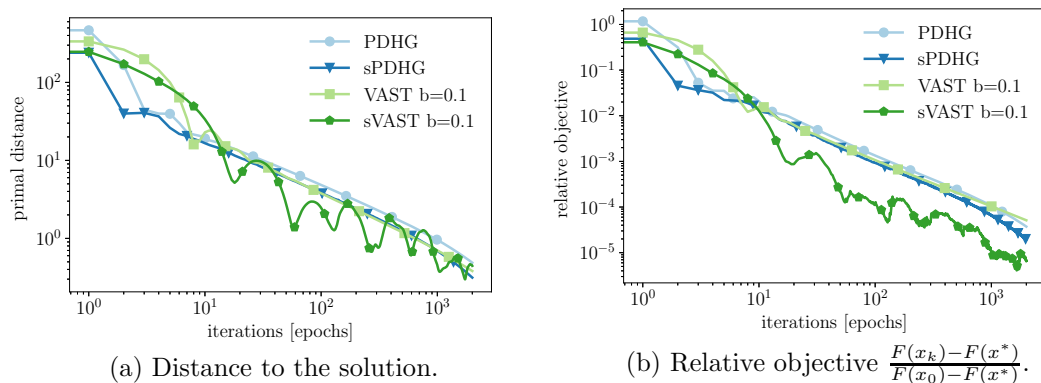 primal distance
10^2
10^1
10^0
PDHG
sPDHG
VAST b=0.1
sVAST b=0.1
10^0
10^1
10^2
10^3
iterations [epochs]
(a) Distance to the solution.
relative objective
10^0
10^{-1}
10^{-2}
10^{-3}
10^{-4}
10^{-5}
PDHG
sPDHG
VAST b=0.1
sVAST b=0.1
10^0
10^1
10^2
10^3
iterations [epochs]
(b) Relative objective \frac{F(x_k)-F(x^*)}{F(x_0)-F(x^*)}.